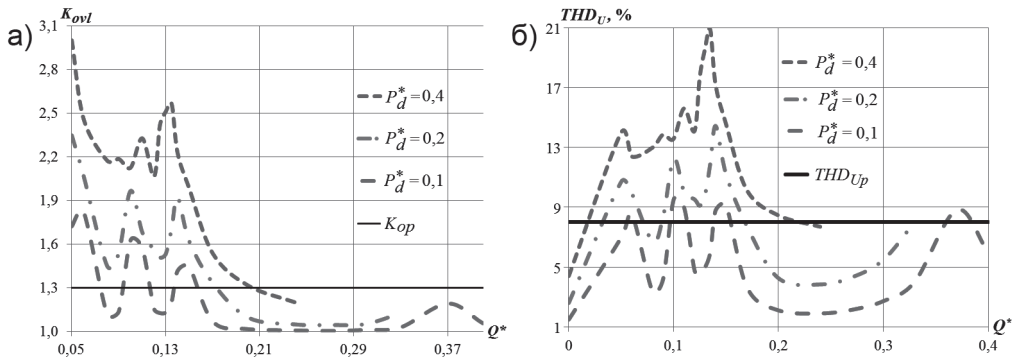 а)
K_ovl
3,1
2,8
2,5
2,2
1,9
1,6
1,3
1,0
0,05
0,13
0,21
0,29
0,37
Q*
P*_d = 0,4
P*_d = 0,2
P*_d = 0,1
K_op
б)
THD_U, %
21
17
13
9
5
1
0
0,1
0,2
0,3
0,4
Q*
P*_d = 0,4
P*_d = 0,2
P*_d = 0,1
THD_Up